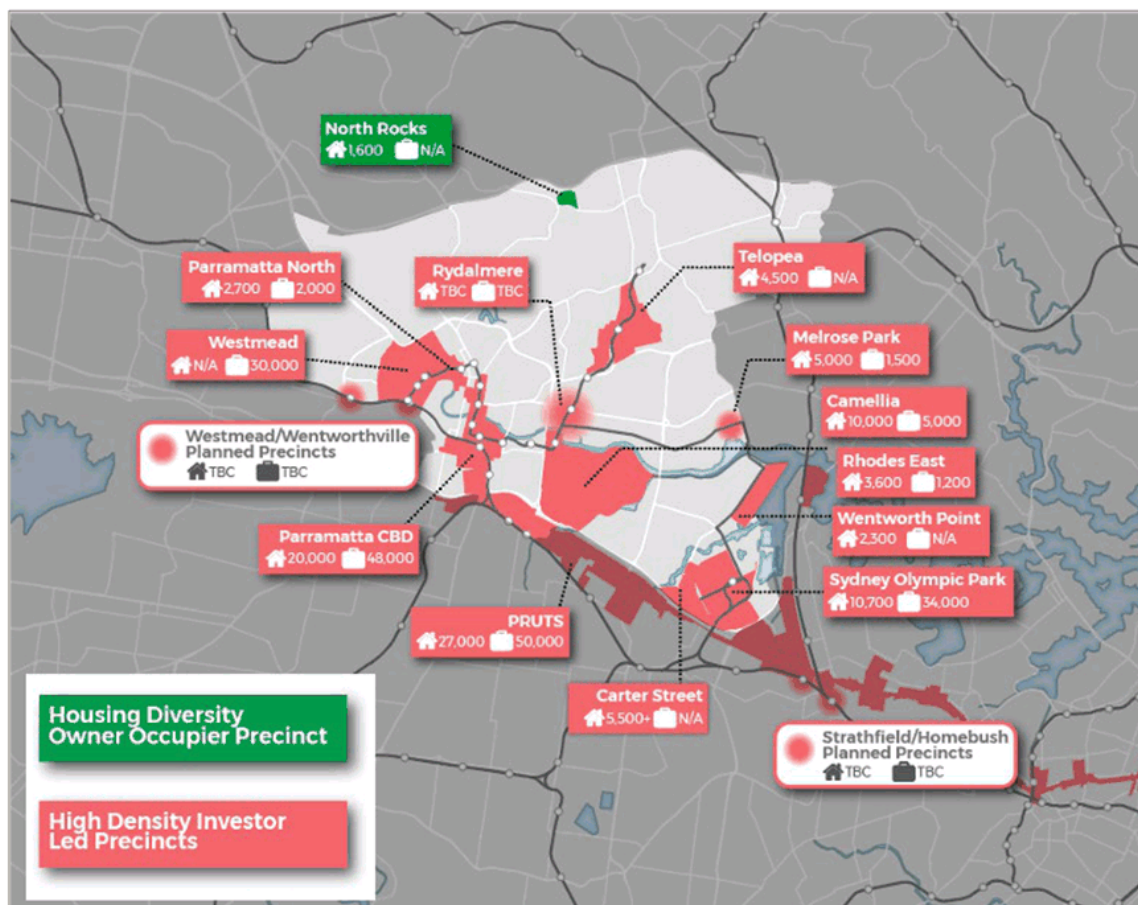 North Rocks
1,600 N/A
Parramatta North
2,700 2,000
Rydalmere
TBC TBC
Telopea
4,500 N/A
Westmead
N/A 30,000
Melrose Park
5,000 1,500
Camellia
10,000 5,000
Westmead/Wentworthville
Planned Precincts
TBC TBC
Rhodes East
3,600 1,200
Wentworth Point
2,300 N/A
Parramatta CBD
20,000 48,000
Sydney Olympic Park
10,700 34,000
PRUTS
27,000 50,000
Carter Street
5,500+ N/A
Strathfield/Homebush
Planned Precincts
TBC TBC
Housing Diversity
Owner Occupier Precinct
High Density Investor
Led Precincts